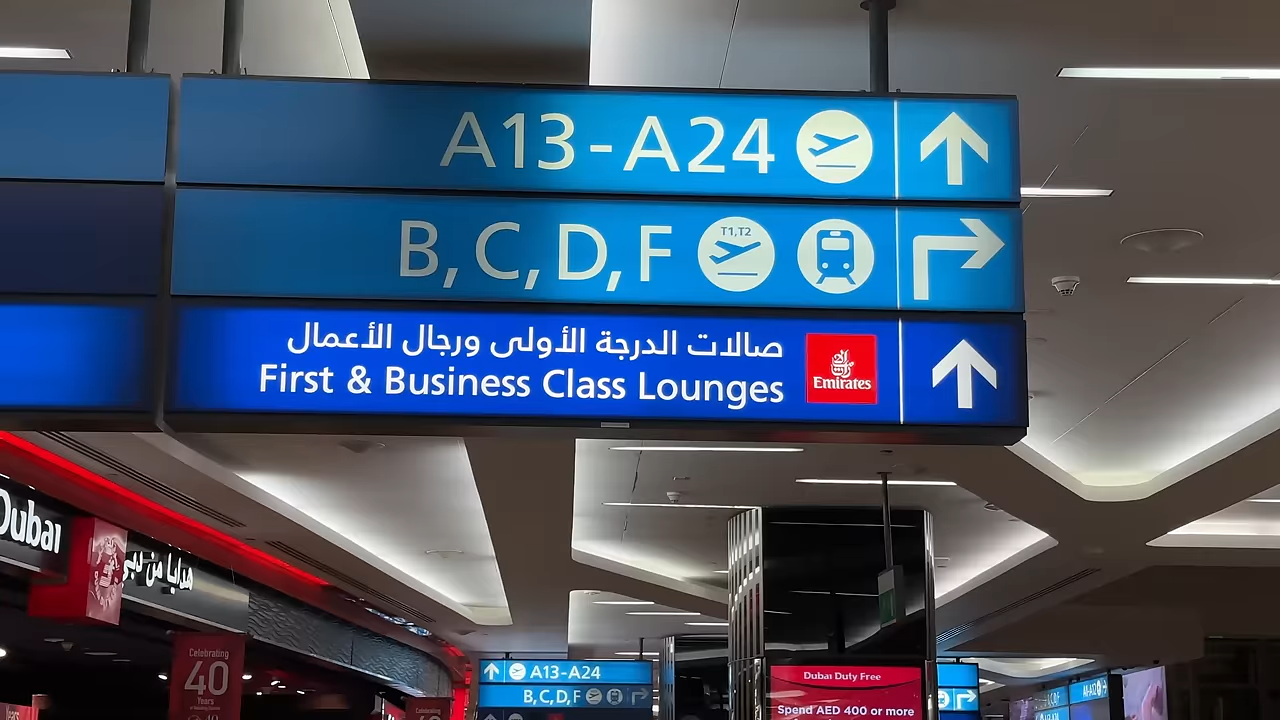 A13-A24
B, C, D, F
T1,T2
صالات الدرجة الأولى ورجال الأعمال
First & Business Class Lounges
Emirates
Dubai
هدايا من دبي
Celebrating
40
Years
A13-A24
B,C,D,F
Dubai Duty Free
Spend AED 400 or more